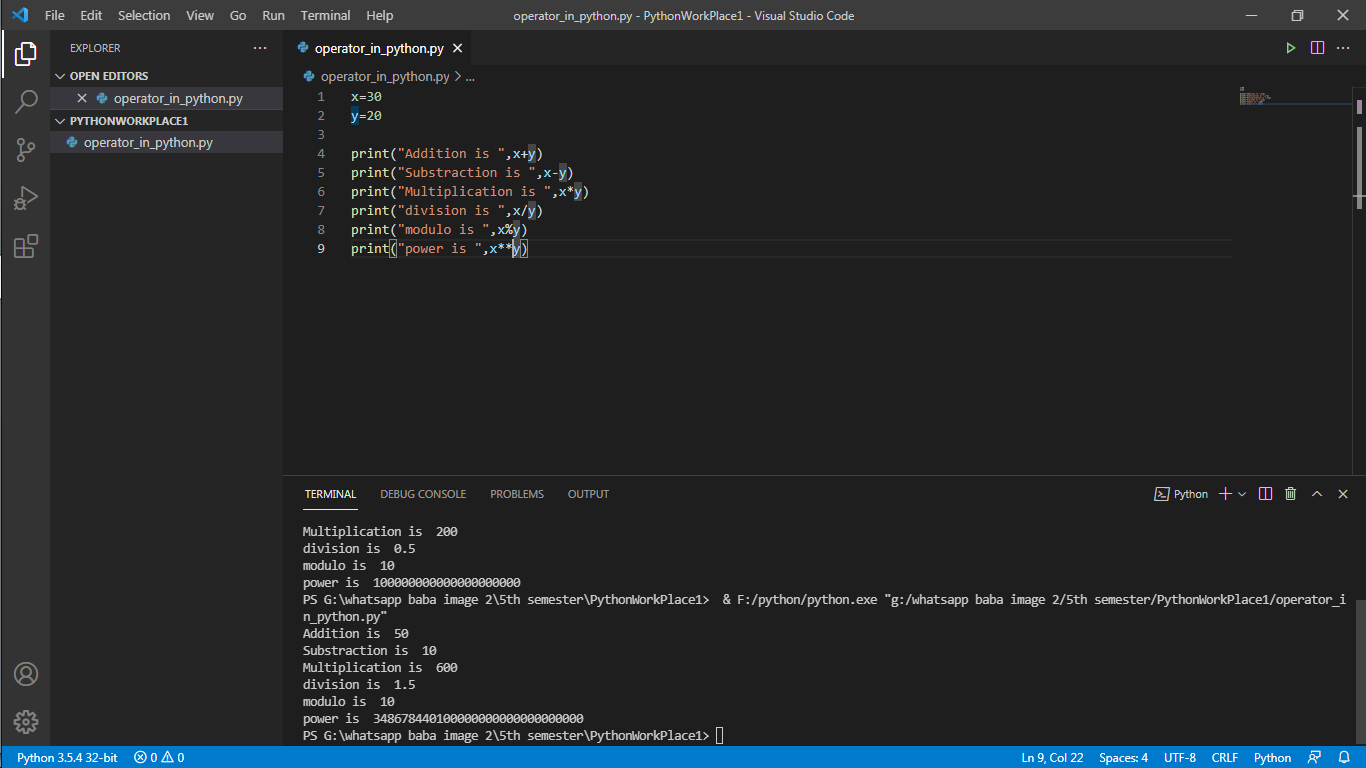 File Edit Selection View Go Run Terminal Help operator_in_python.py - PythonWorkPlace1 - Visual Studio Code
EXPLORER
OPEN EDITORS
operator_in_python.py
PYTHONWORKPLACE1
operator_in_python.py
operator_in_python.py
operator_in_python.py > ...
1 x=30
2 y=20
3
4 print("Addition is ",x+y)
5 print("Substraction is ",x-y)
6 print("Multiplication is ",x*y)
7 print("division is ",x/y)
8 print("modulo is ",x%y)
9 print("power is ",x**y)
TERMINAL DEBUG CONSOLE PROBLEMS OUTPUT Python
Multiplication is  200
division is  0.5
modulo is  10
power is  100000000000000000000
PS G:\whatsapp baba image 2\5th semester\PythonWorkPlace1>  & F:/python/python.exe "g:/whatsapp baba image 2/5th semester/PythonWorkPlace1/operator_i
n_python.py"
Addition is  50
Substraction is  10
Multiplication is  600
division is  1.5
modulo is  10
power is  348678440100000000000000000000
PS G:\whatsapp baba image 2\5th semester\PythonWorkPlace1>
Python 3.5.4 32-bit 0 0 Ln 9, Col 22 Spaces: 4 UTF-8 CRLF Python